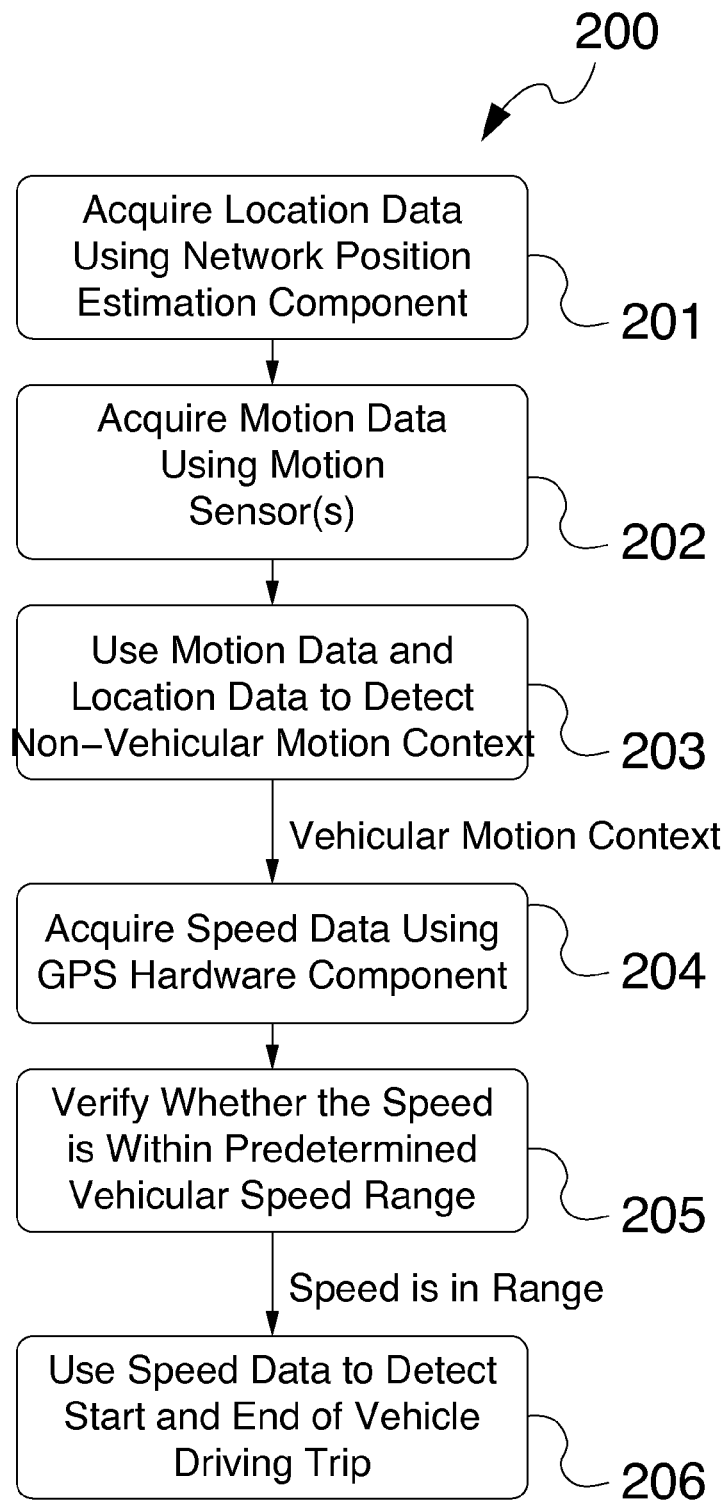 200
Acquire Location Data
Using Network Position
Estimation Component
201
Acquire Motion Data
Using Motion
Sensor(s)
202
Use Motion Data and
Location Data to Detect
Non−Vehicular Motion Context
203
Vehicular Motion Context
Acquire Speed Data Using
GPS Hardware Component
204
Verify Whether the Speed
is Within Predetermined
Vehicular Speed Range
205
Speed is in Range
Use Speed Data to Detect
Start and End of Vehicle
Driving Trip
206